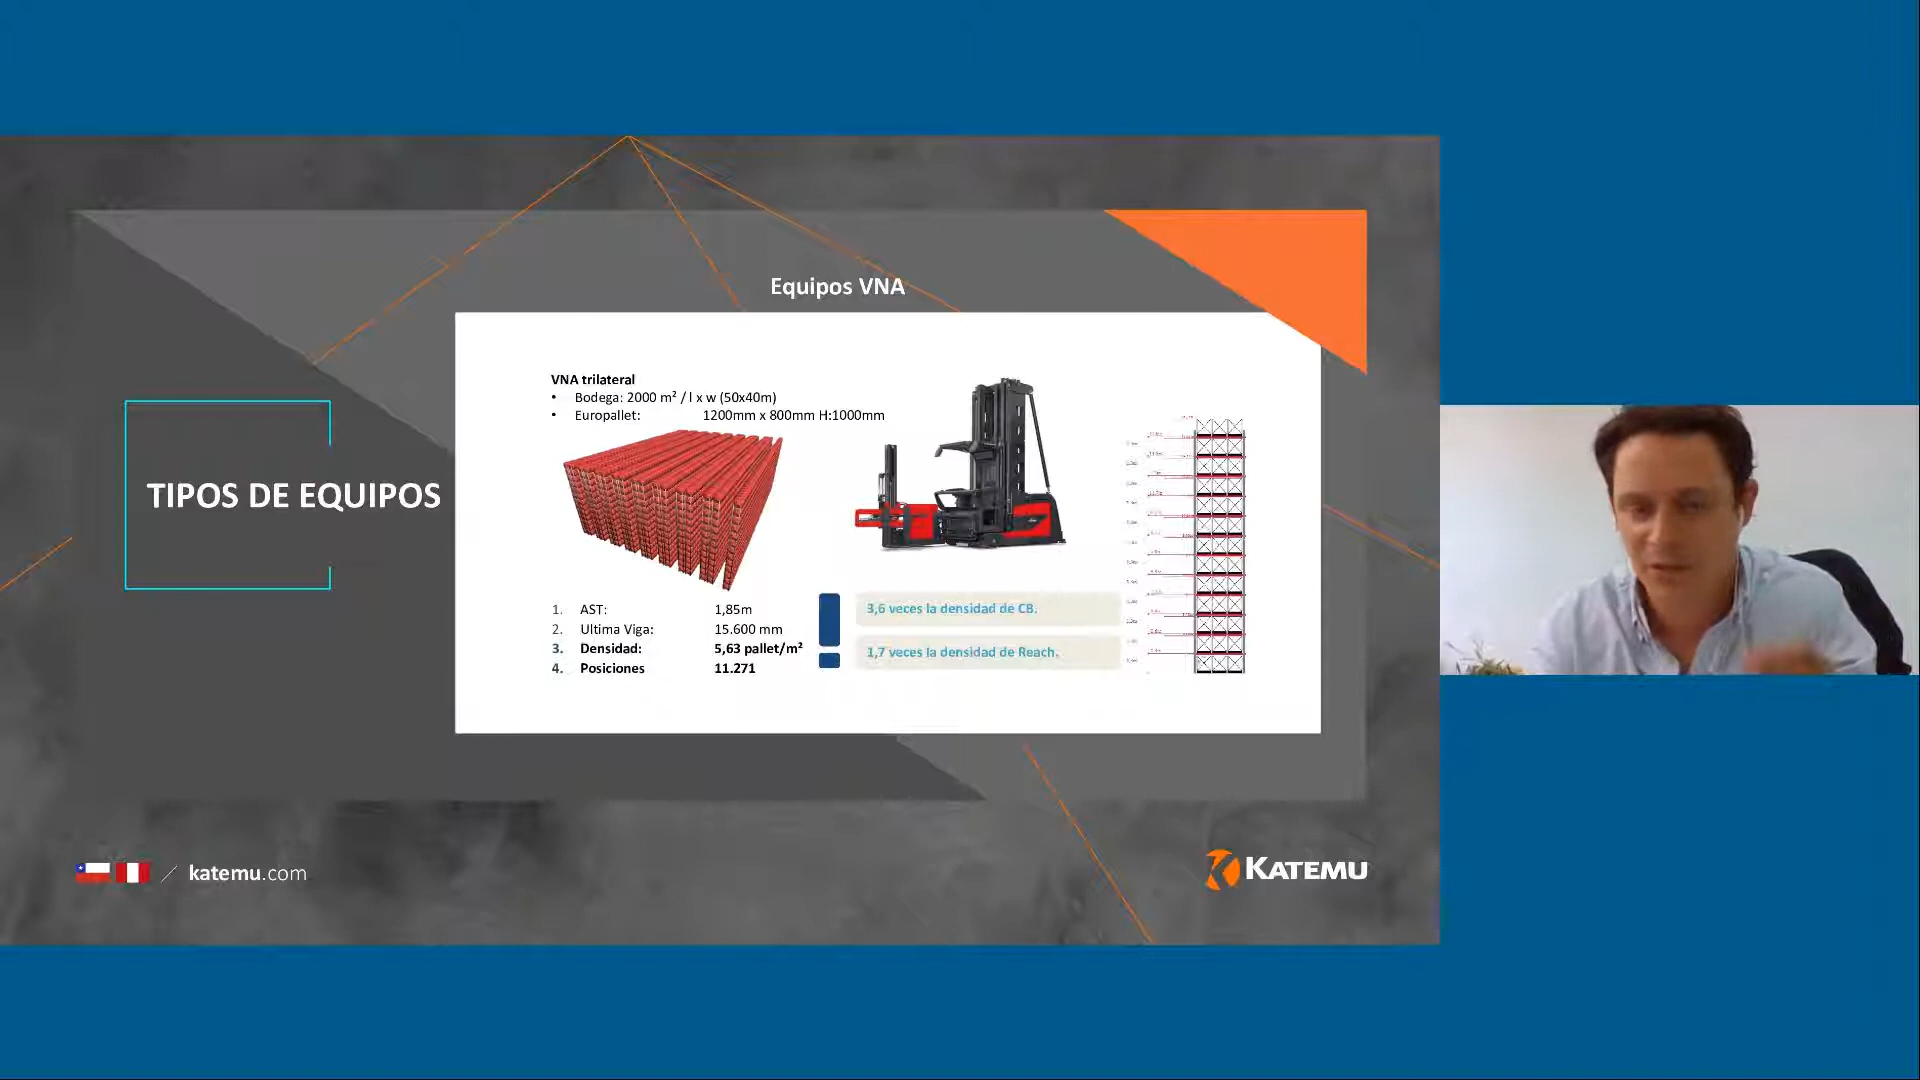 Equipos VNA
TIPOS DE EQUIPOS
VNA trilateral
• Bodega: 2000 m² / l x w (50x40m)
• Europallet: 1200mm x 800mm H:1000mm
1. AST: 1,85m
2. Ultima Viga: 15.600 mm
3. Densidad: 5,63 pallet/m²
4. Posiciones 11.271
3,6 veces la densidad de CB.
1,7 veces la densidad de Reach.
katemu.com
KATEMU